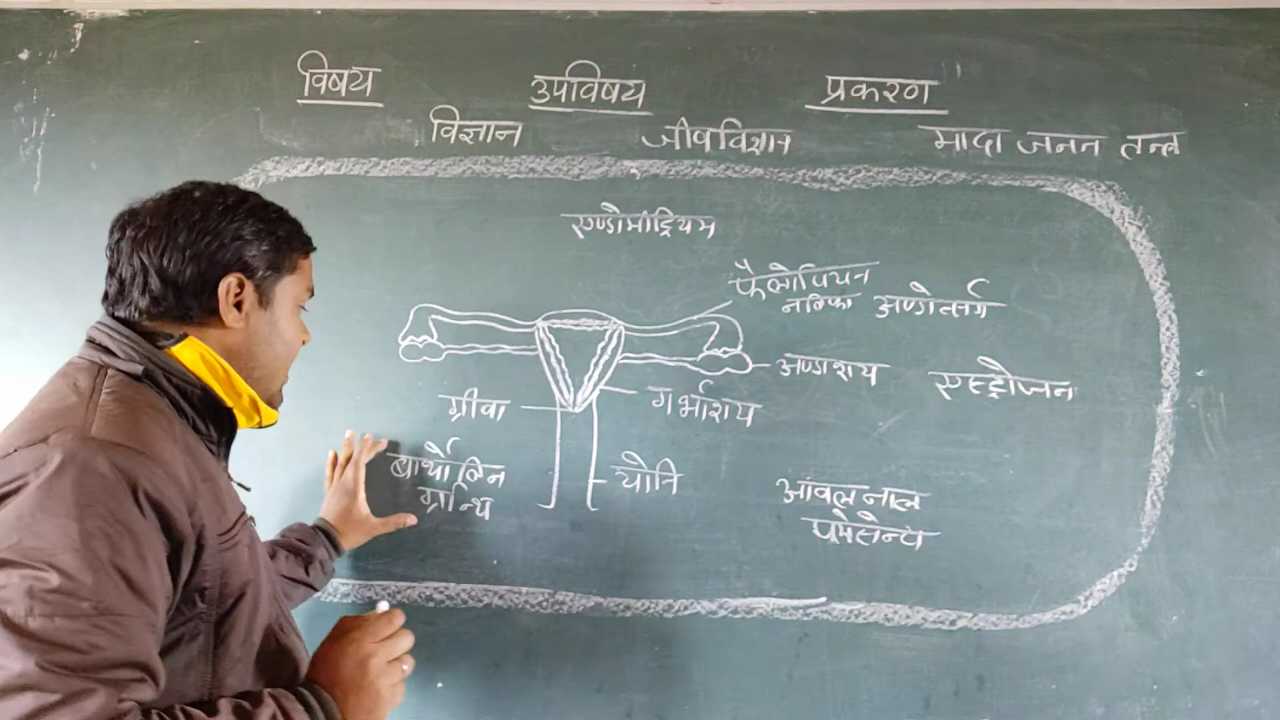 विषय उपविषय प्रकरण
विज्ञान जीवविज्ञान मादा जनन तन्त्र
एण्डोमीट्रियम
फैलोपियन
नलिका अण्डोत्सर्ग
अण्डाशय एस्ट्रोजन
ग्रीवा गर्भाशय
बार्थोलिन योनि
ग्रन्थि
आंवल नाल